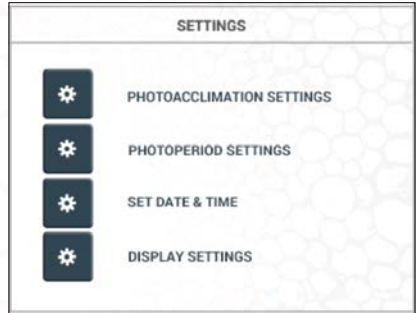 SETTINGS
PHOTOACCLIMATION SETTINGS
PHOTOPERIOD SETTINGS
SET DATE & TIME
DISPLAY SETTINGS